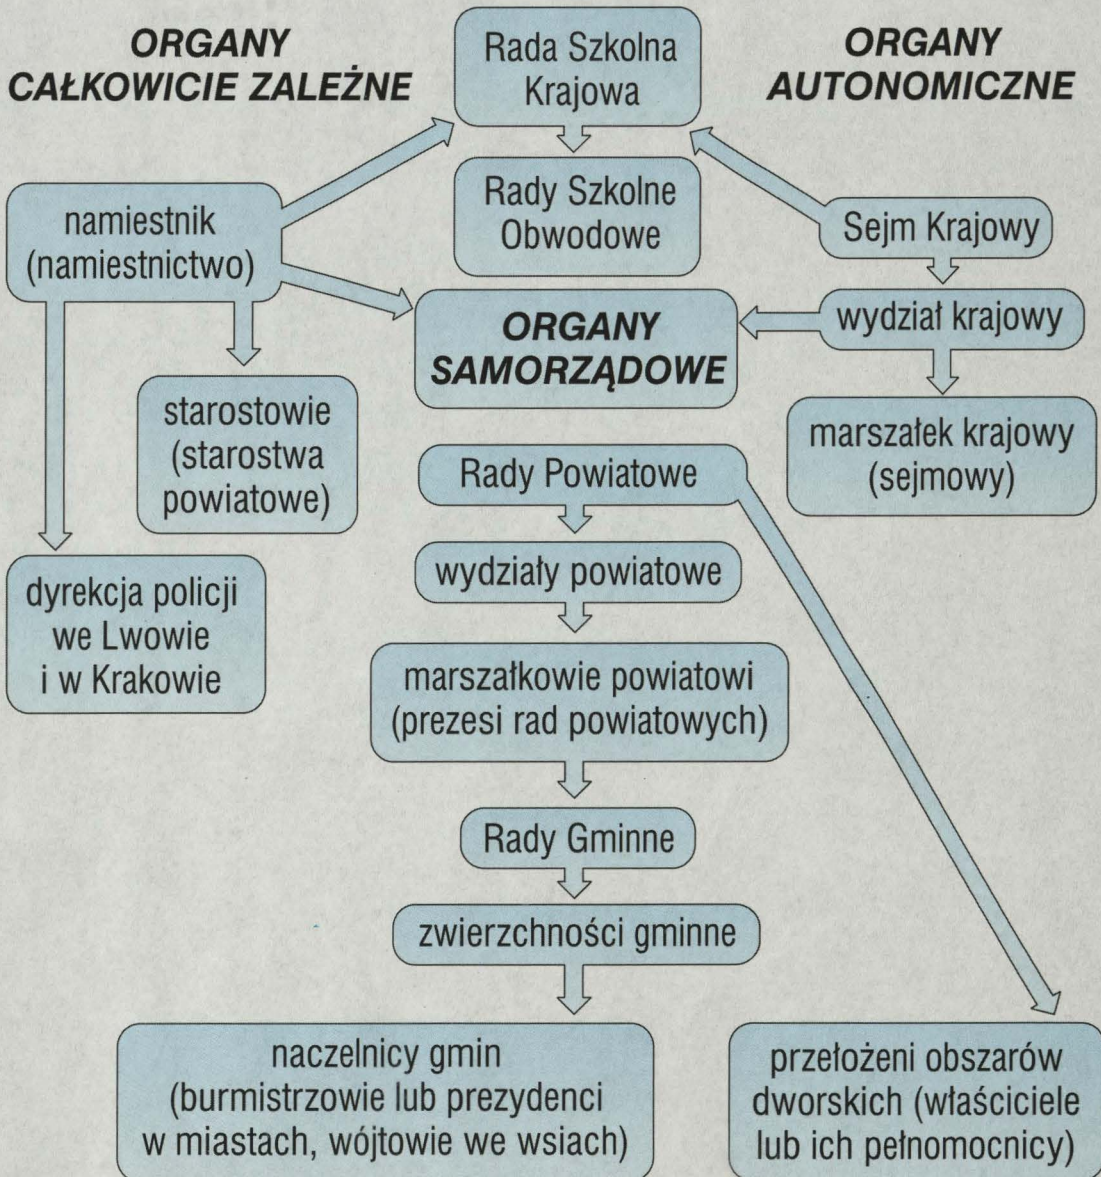 ORGANY
CAŁKOWICIE ZALEŻNE
Rada Szkolna
Krajowa
ORGANY
AUTONOMICZNE
Rady Szkolne
Obwodowe
namiestnik
(namiestnictwo)
Sejm Krajowy
ORGANY
SAMORZĄDOWE
wydział krajowy
starostowie
(starostwa
powiatowe)
marszałek krajowy
(sejmowy)
Rady Powiatowe
dyrekcja policji
we Lwowie
i w Krakowie
wydziały powiatowe
marszałkowie powiatowi
(prezesi rad powiatowych)
Rady Gminne
zwierzchności gminne
naczelnicy gmin
(burmistrzowie lub prezydenci
w miastach, wójtowie we wsiach)
przełożeni obszarów
dworskich (właściciele
lub ich pełnomocnicy)